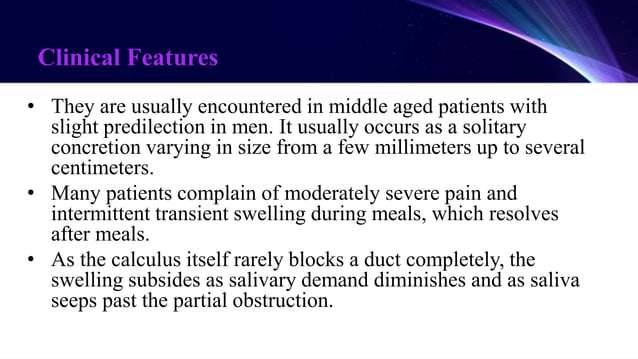 Clinical Features
• They are usually encountered in middle aged patients with
slight predilection in men. It usually occurs as a solitary
concretion varying in size from a few millimeters up to several
centimeters.
• Many patients complain of moderately severe pain and
intermittent transient swelling during meals, which resolves
after meals.
• As the calculus itself rarely blocks a duct completely, the
swelling subsides as salivary demand diminishes and as saliva
seeps past the partial obstruction.